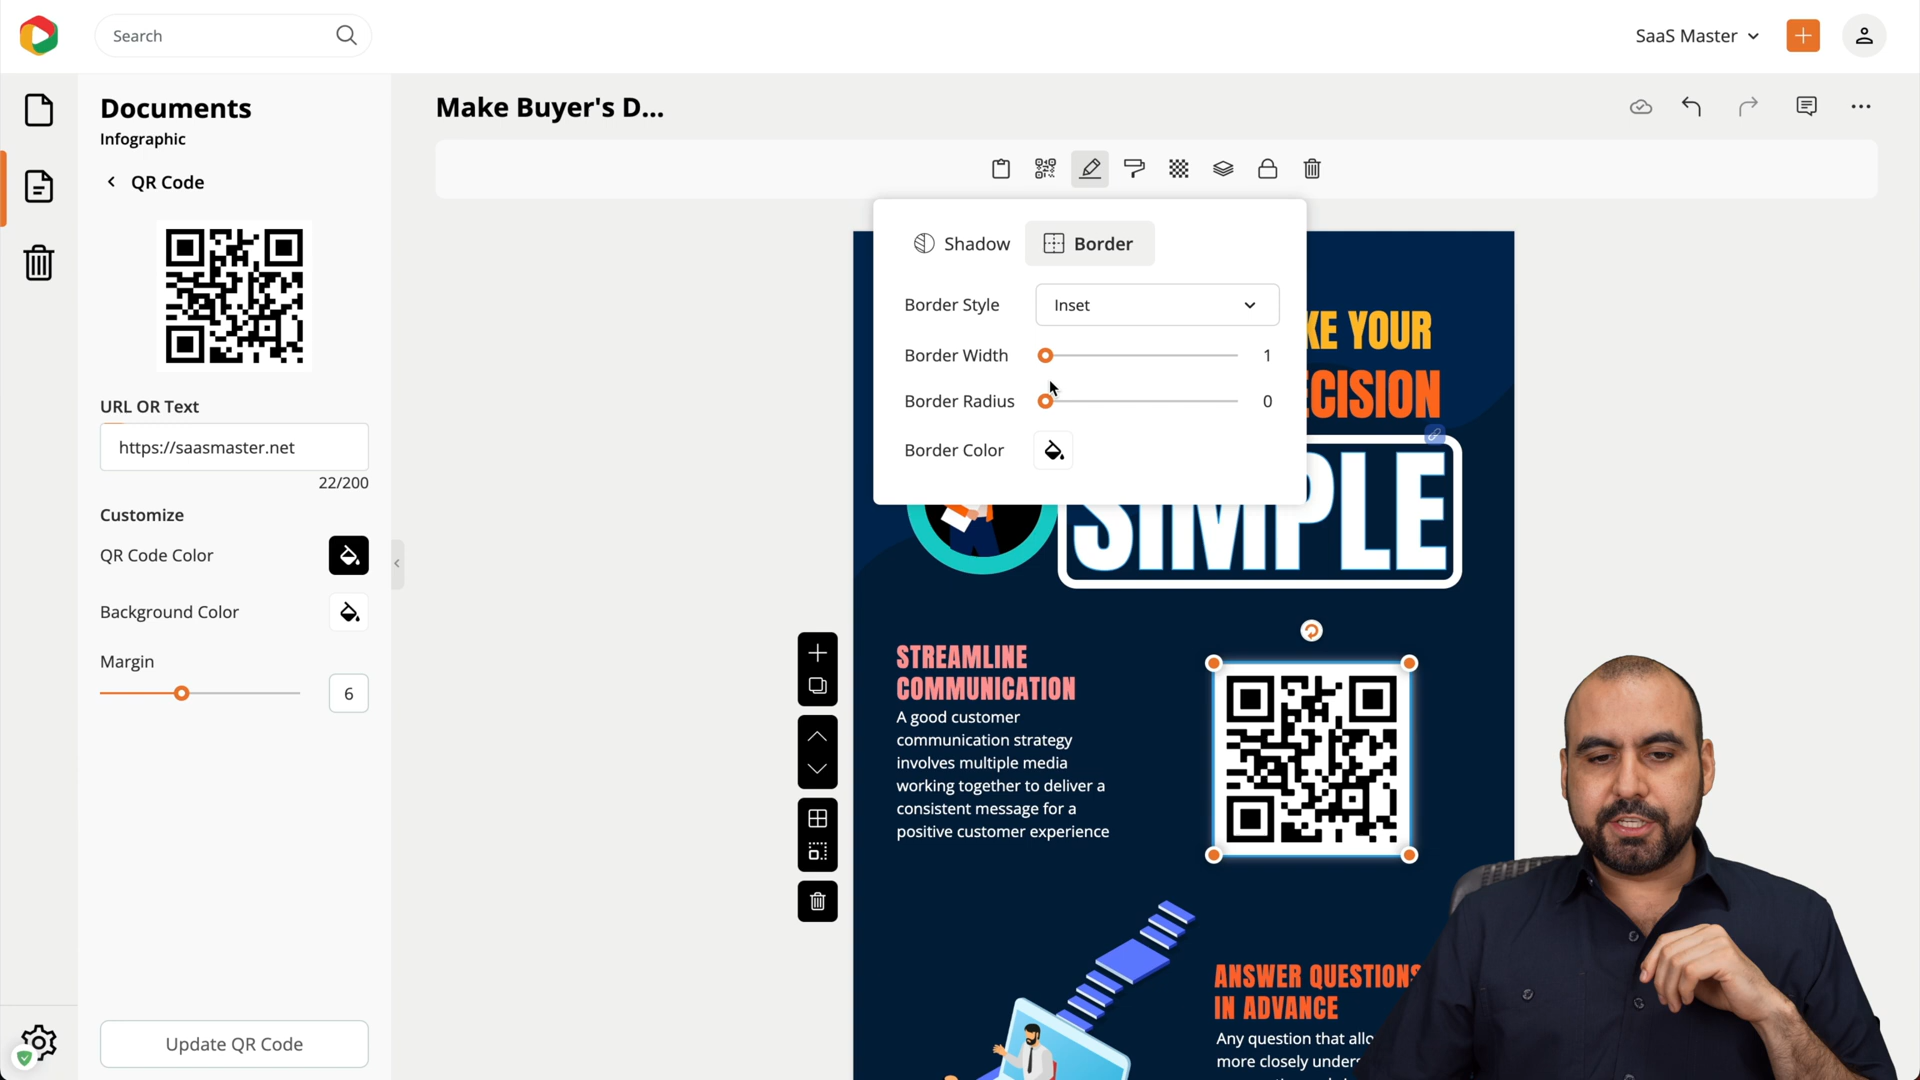 Search
SaaS Master
Documents
Infographic
QR Code
URL OR Text
https://saasmaster.net
22/200
Customize
QR Code Color
Background Color
Margin
6
Update QR Code
Make Buyer's D...
Shadow
Border
Border Style
Inset
Border Width
1
Border Radius
0
Border Color
KE YOUR
CISION
SIMPLE
STREAMLINE
COMMUNICATION
A good customer
communication strategy
involves multiple media
working together to deliver a
consistent message for a
positive customer experience
ANSWER QUESTIONS
IN ADVANCE
Any question that allo
more closely unders